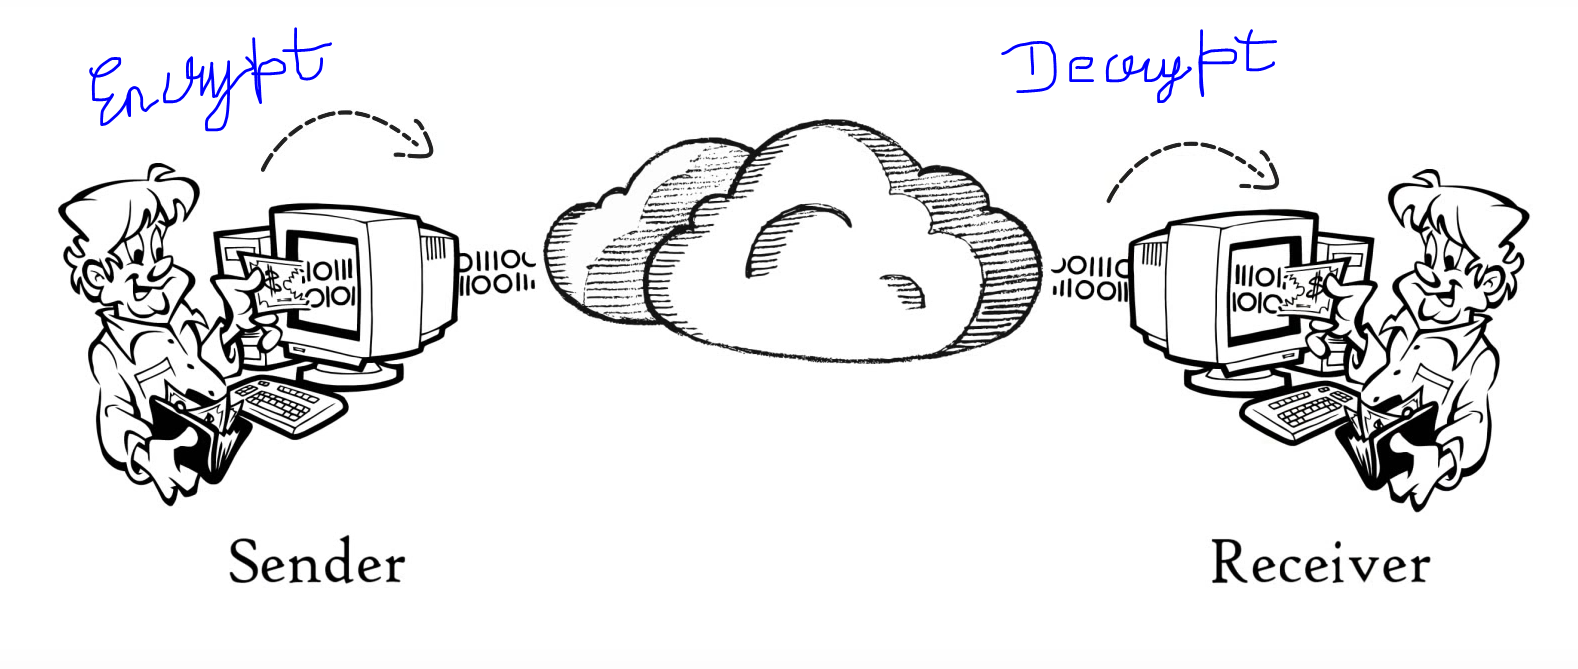 Encrypt
Decrypt
$
$
Sender
Receiver